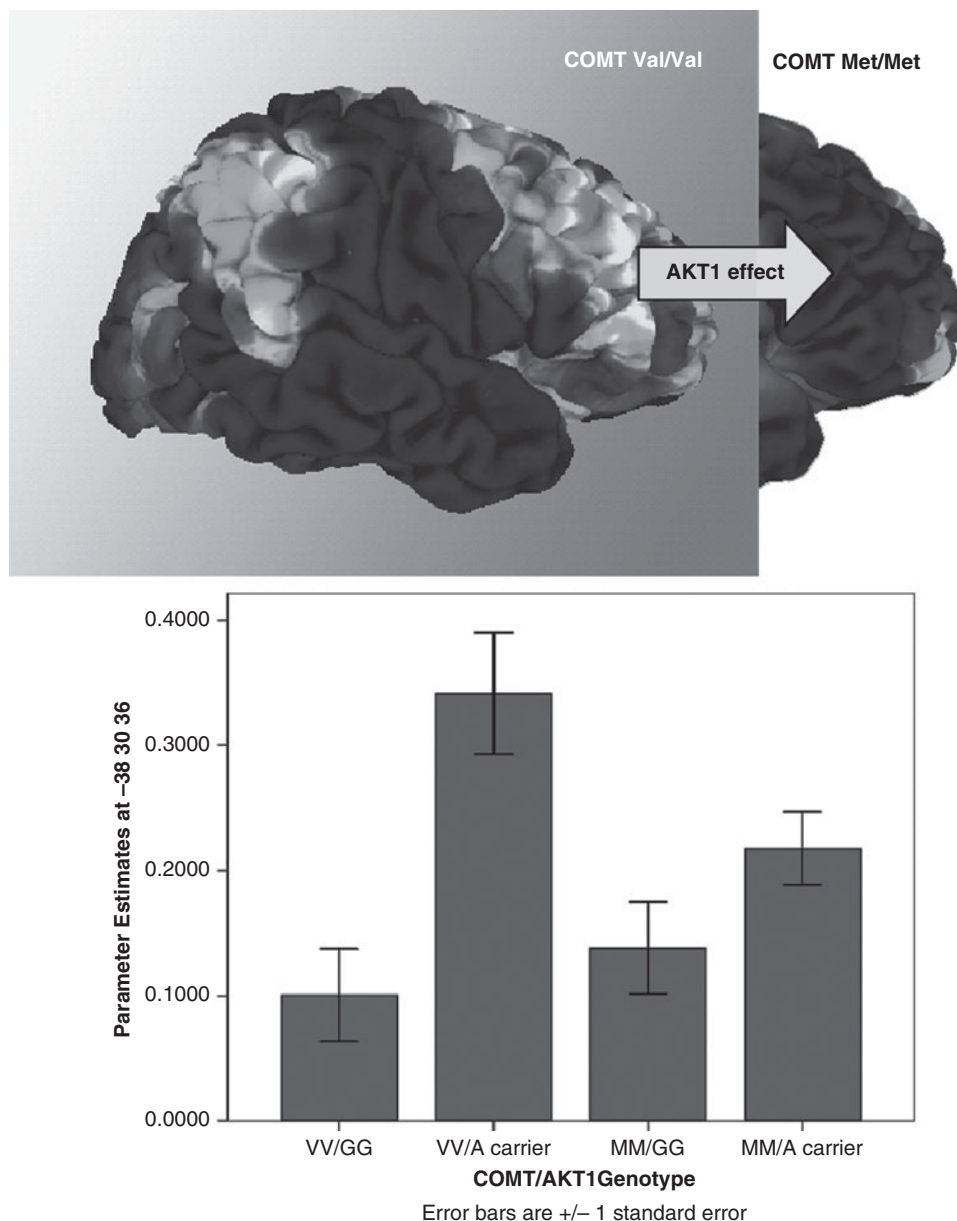 COMT Val/Val
COMT Met/Met
AKT1 effect
0.4000
0.3000
0.2000
0.1000
0.0000
Parameter Estimates at –38 30 36
VV/GG
VV/A carrier
MM/GG
MM/A carrier
COMT/AKT1Genotype
Error bars are +/– 1 standard error